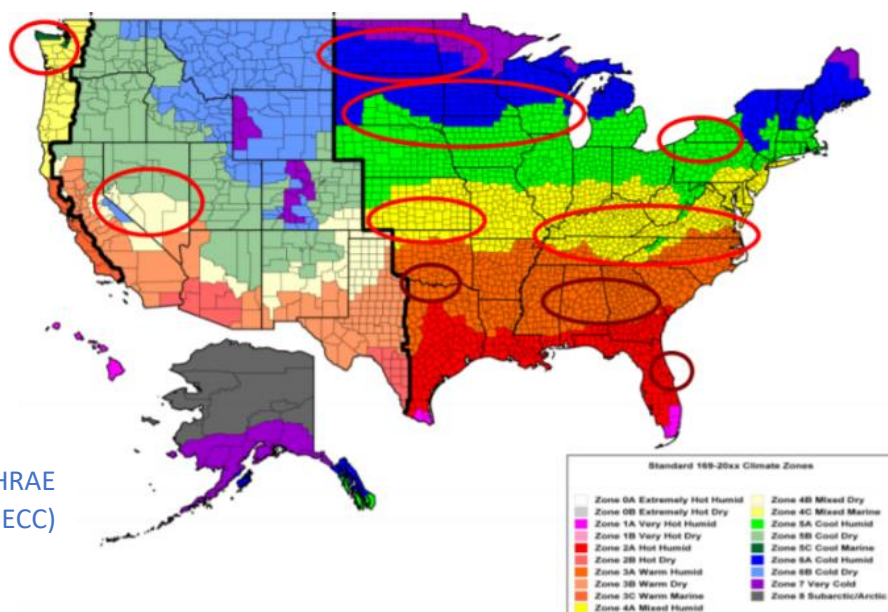 HRAE
ECC)
Standard 169-20xx Climate Zones
Zone 0A Extremely Hot Humid
Zone 0B Extremely Hot Dry
Zone 1A Very Hot Humid
Zone 1B Very Hot Dry
Zone 2A Hot Humid
Zone 2B Hot Dry
Zone 3A Warm Humid
Zone 3B Warm Dry
Zone 3C Warm Marine
Zone 4A Mixed Humid
Zone 4B Mixed Dry
Zone 4C Mixed Marine
Zone 5A Cool Humid
Zone 5B Cool Dry
Zone 5C Cool Marine
Zone 6A Cold Humid
Zone 6B Cold Dry
Zone 7 Very Cold
Zone 8 Subarctic/Arctic